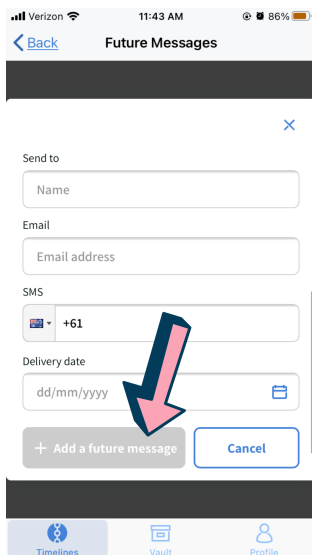 Verizon 11:43 AM 86%
Back Future Messages
Send to
Name
Email
Email address
SMS
+61
Delivery date
dd/mm/yyyy
+ Add a future message Cancel
Timelines Vault Profile